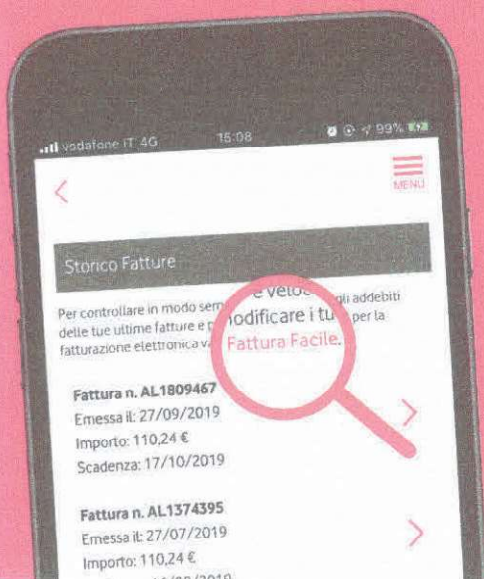 vodafone IT 4G 15:08 99%
MENU
Storico Fatture
Per controllare in modo sem e veloc gli addebiti
delle tue ultime fatture e p modificare i tu per la
fatturazione elettronica v Fattura Facile.
Fattura n. AL1809467
Emessa il: 27/09/2019
Importo: 110,24 €
Scadenza: 17/10/2019
Fattura n. AL1374395
Emessa il: 27/07/2019
Importo: 110,24 €